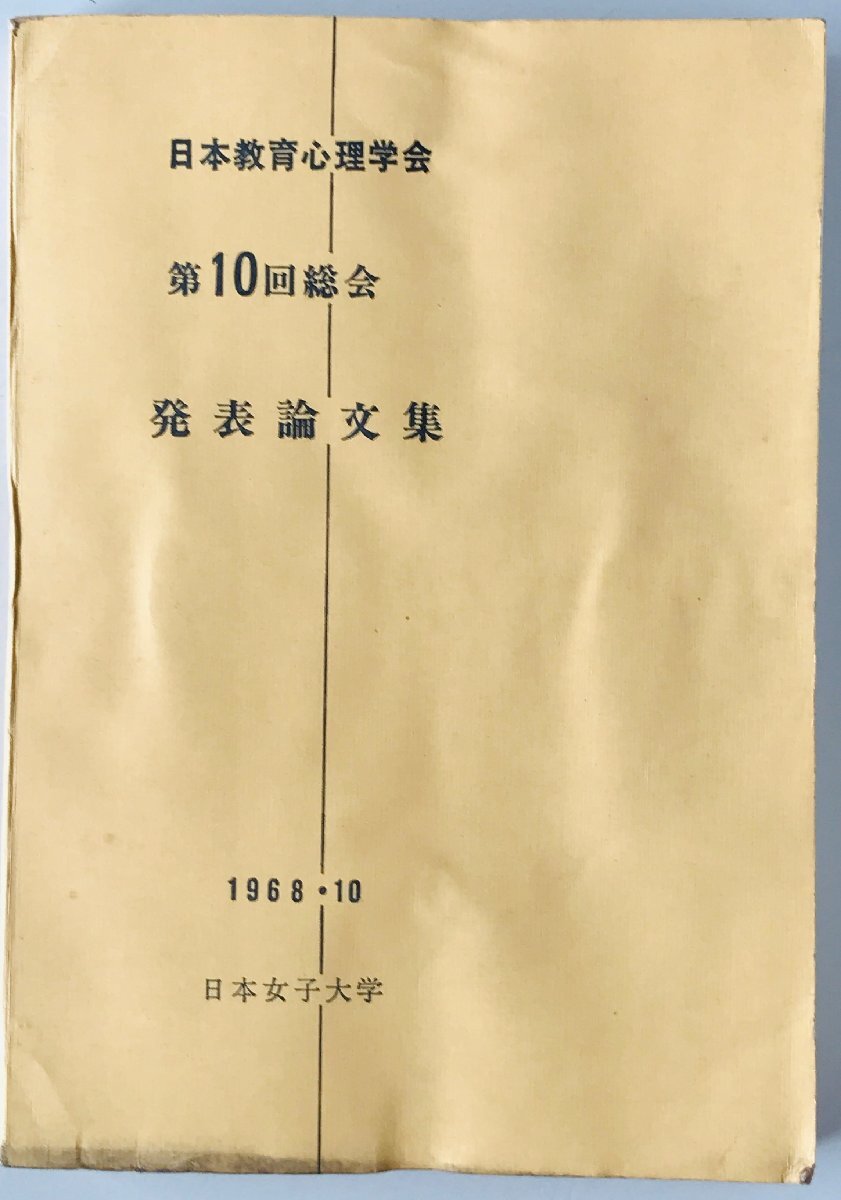 日本教育心理学会
第10回総会
発表論文集
1968・10
日本女子大学